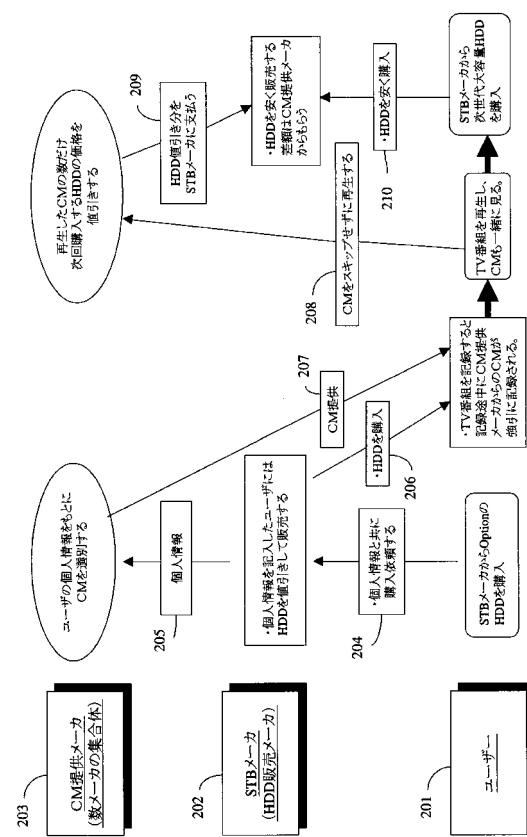 203
CM提供メーカ
(数メーカの集合体)
202
STBメーカ
(HDD販売メーカ)
201
ユーザー
ユーザの個人情報をもとに
CMを選別する
205
個人情報
・個人情報を記入したユーザには
HDDを値引きして販売する
204
・個人情報と共に
購入依頼する
STBメーカからOptionの
HDDを購入
207
CM提供
・HDDを購入
206
・TV番組を記録すると
記録途中にCM提供
メーカからのCMが
強引に記録される。
再生したCMの数だけ
次回購入するHDDの価格を
値引きする
209
HDD値引き分を
STBメーカに支払う
・HDDを安く販売する
差額はCM提供メーカ
からもらう
208
CMをスキップせずに再生する
210
・HDDを安く購入
TV番組を再生し、
CMも一緒に見る。
STBメーカから
次世代大容量HDD
を購入